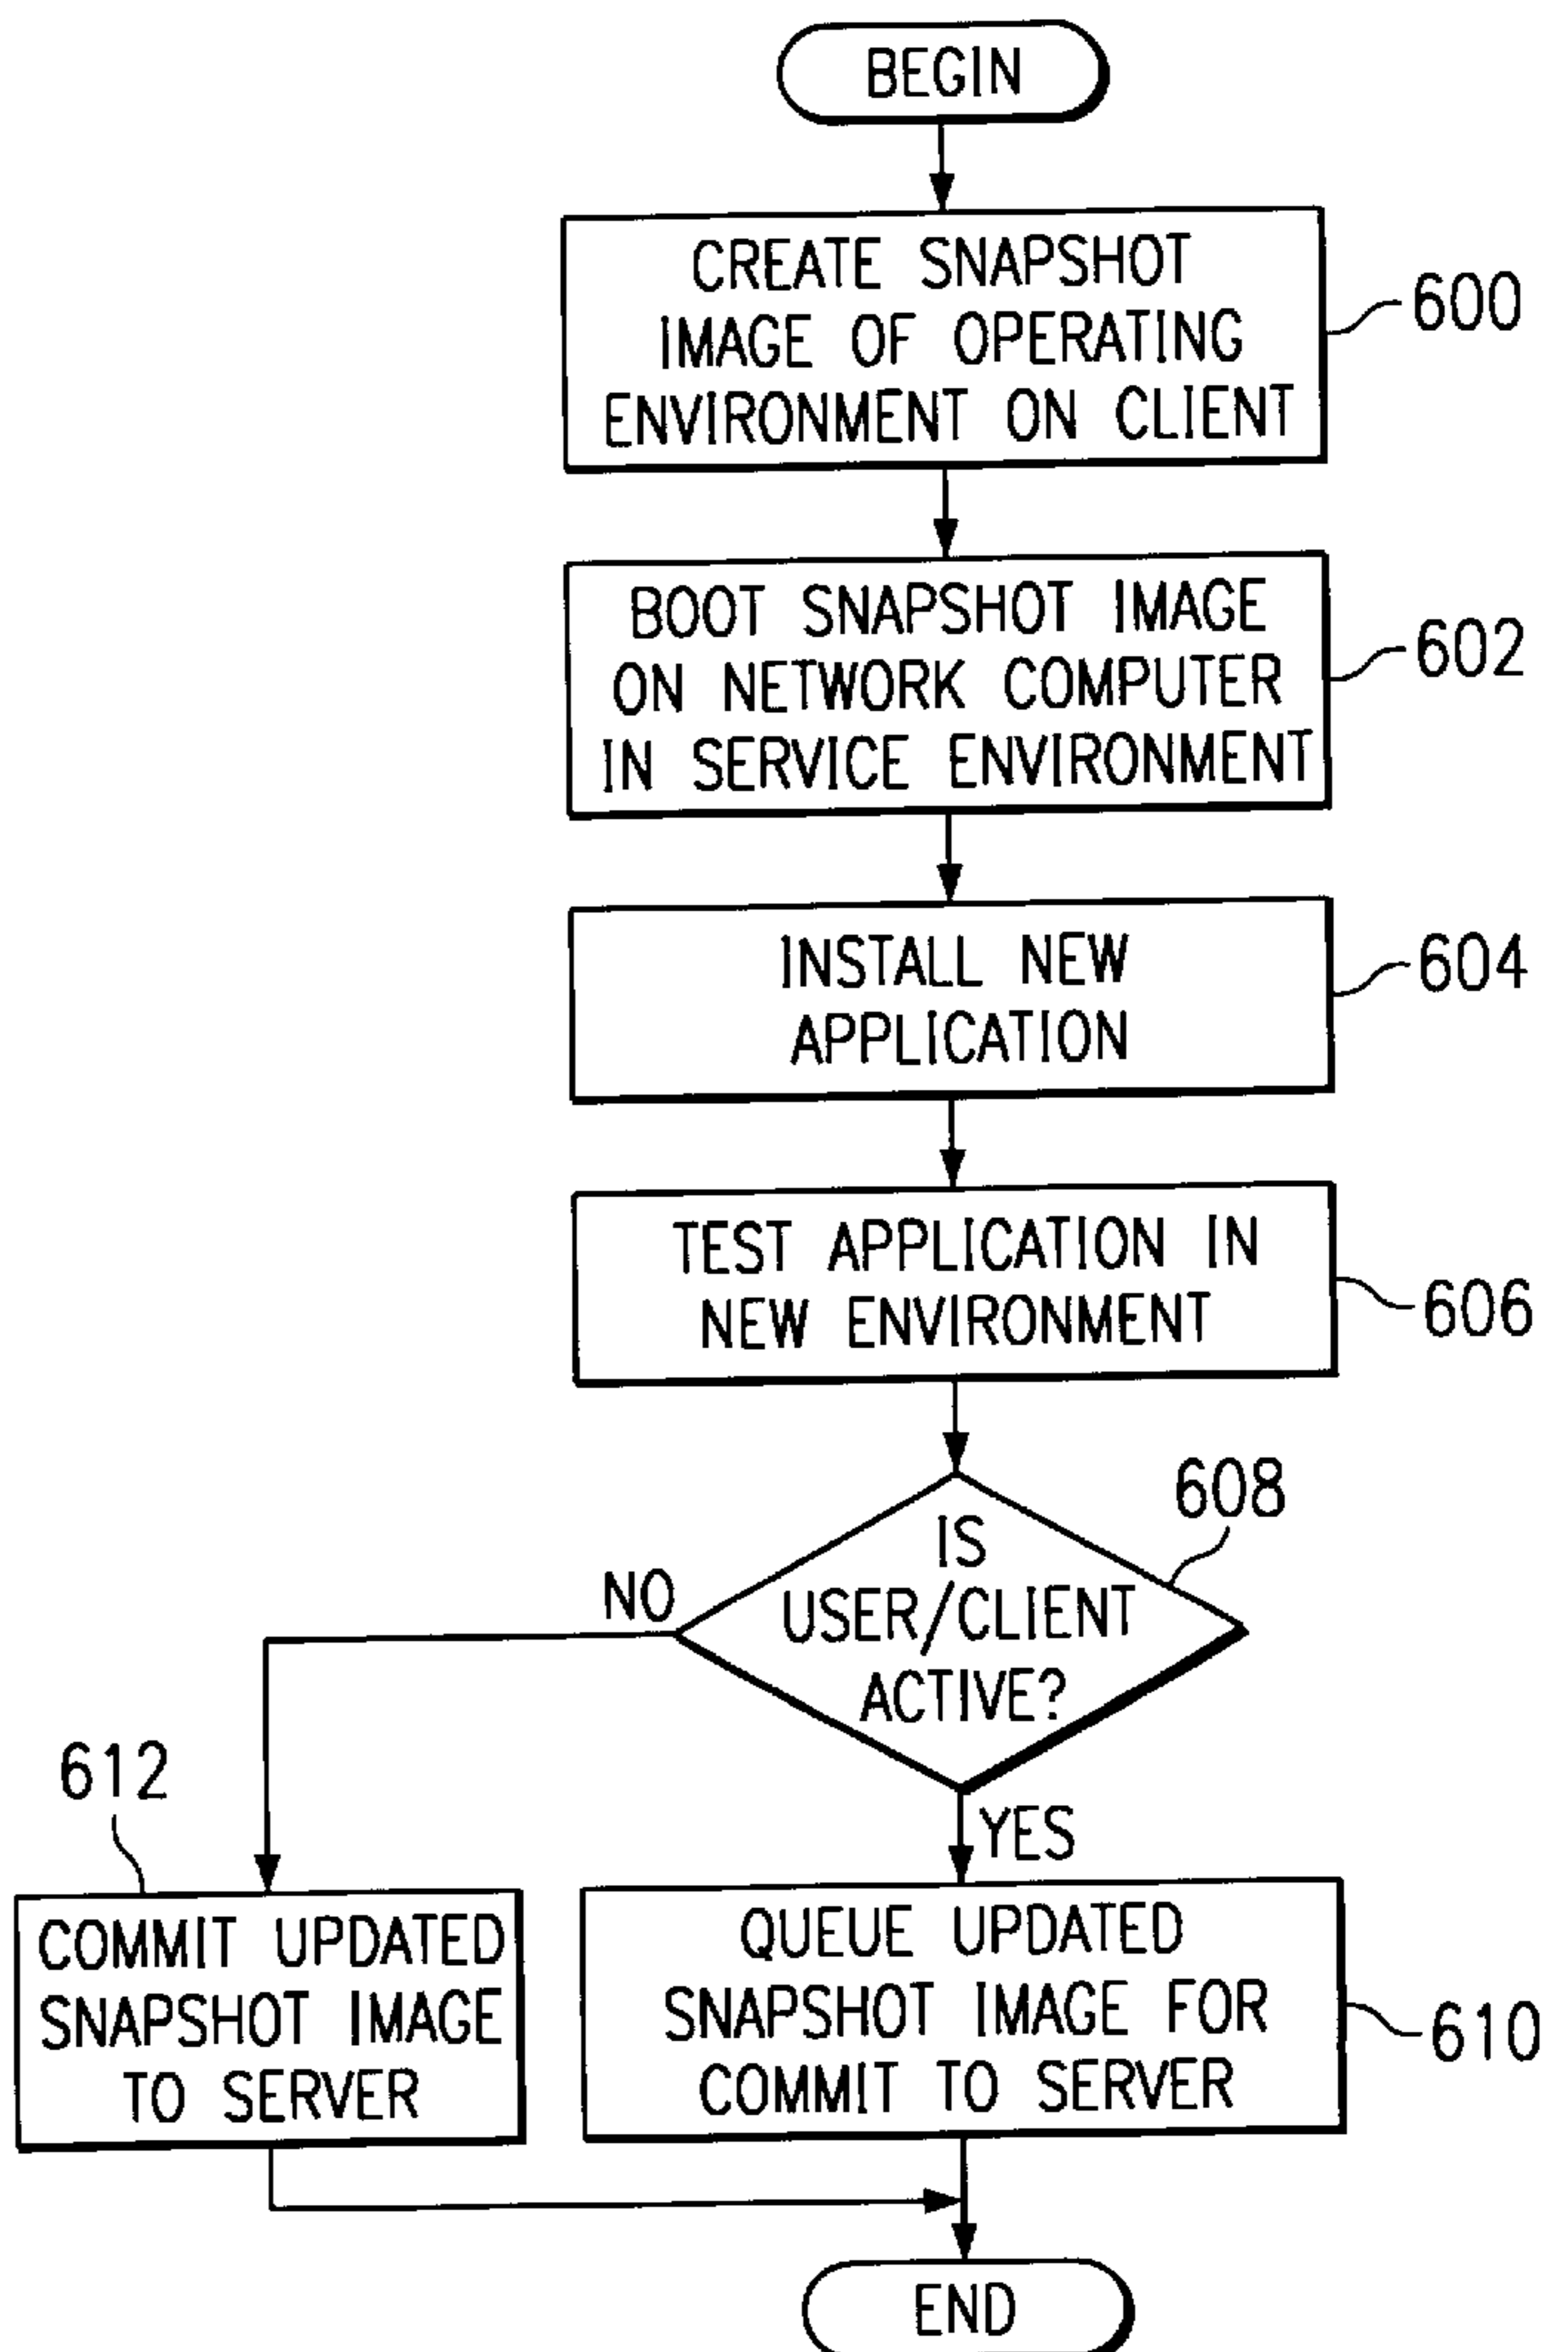 BEGIN
CREATE SNAPSHOT
IMAGE OF OPERATING
ENVIRONMENT ON CLIENT
600
BOOT SNAPSHOT IMAGE
ON NETWORK COMPUTER
IN SERVICE ENVIRONMENT
602
INSTALL NEW
APPLICATION
604
TEST APPLICATION IN
NEW ENVIRONMENT
606
608
IS
USER/CLIENT
ACTIVE?
NO
YES
612
COMMIT UPDATED
SNAPSHOT IMAGE
TO SERVER
QUEUE UPDATED
SNAPSHOT IMAGE FOR
COMMIT TO SERVER
610
END